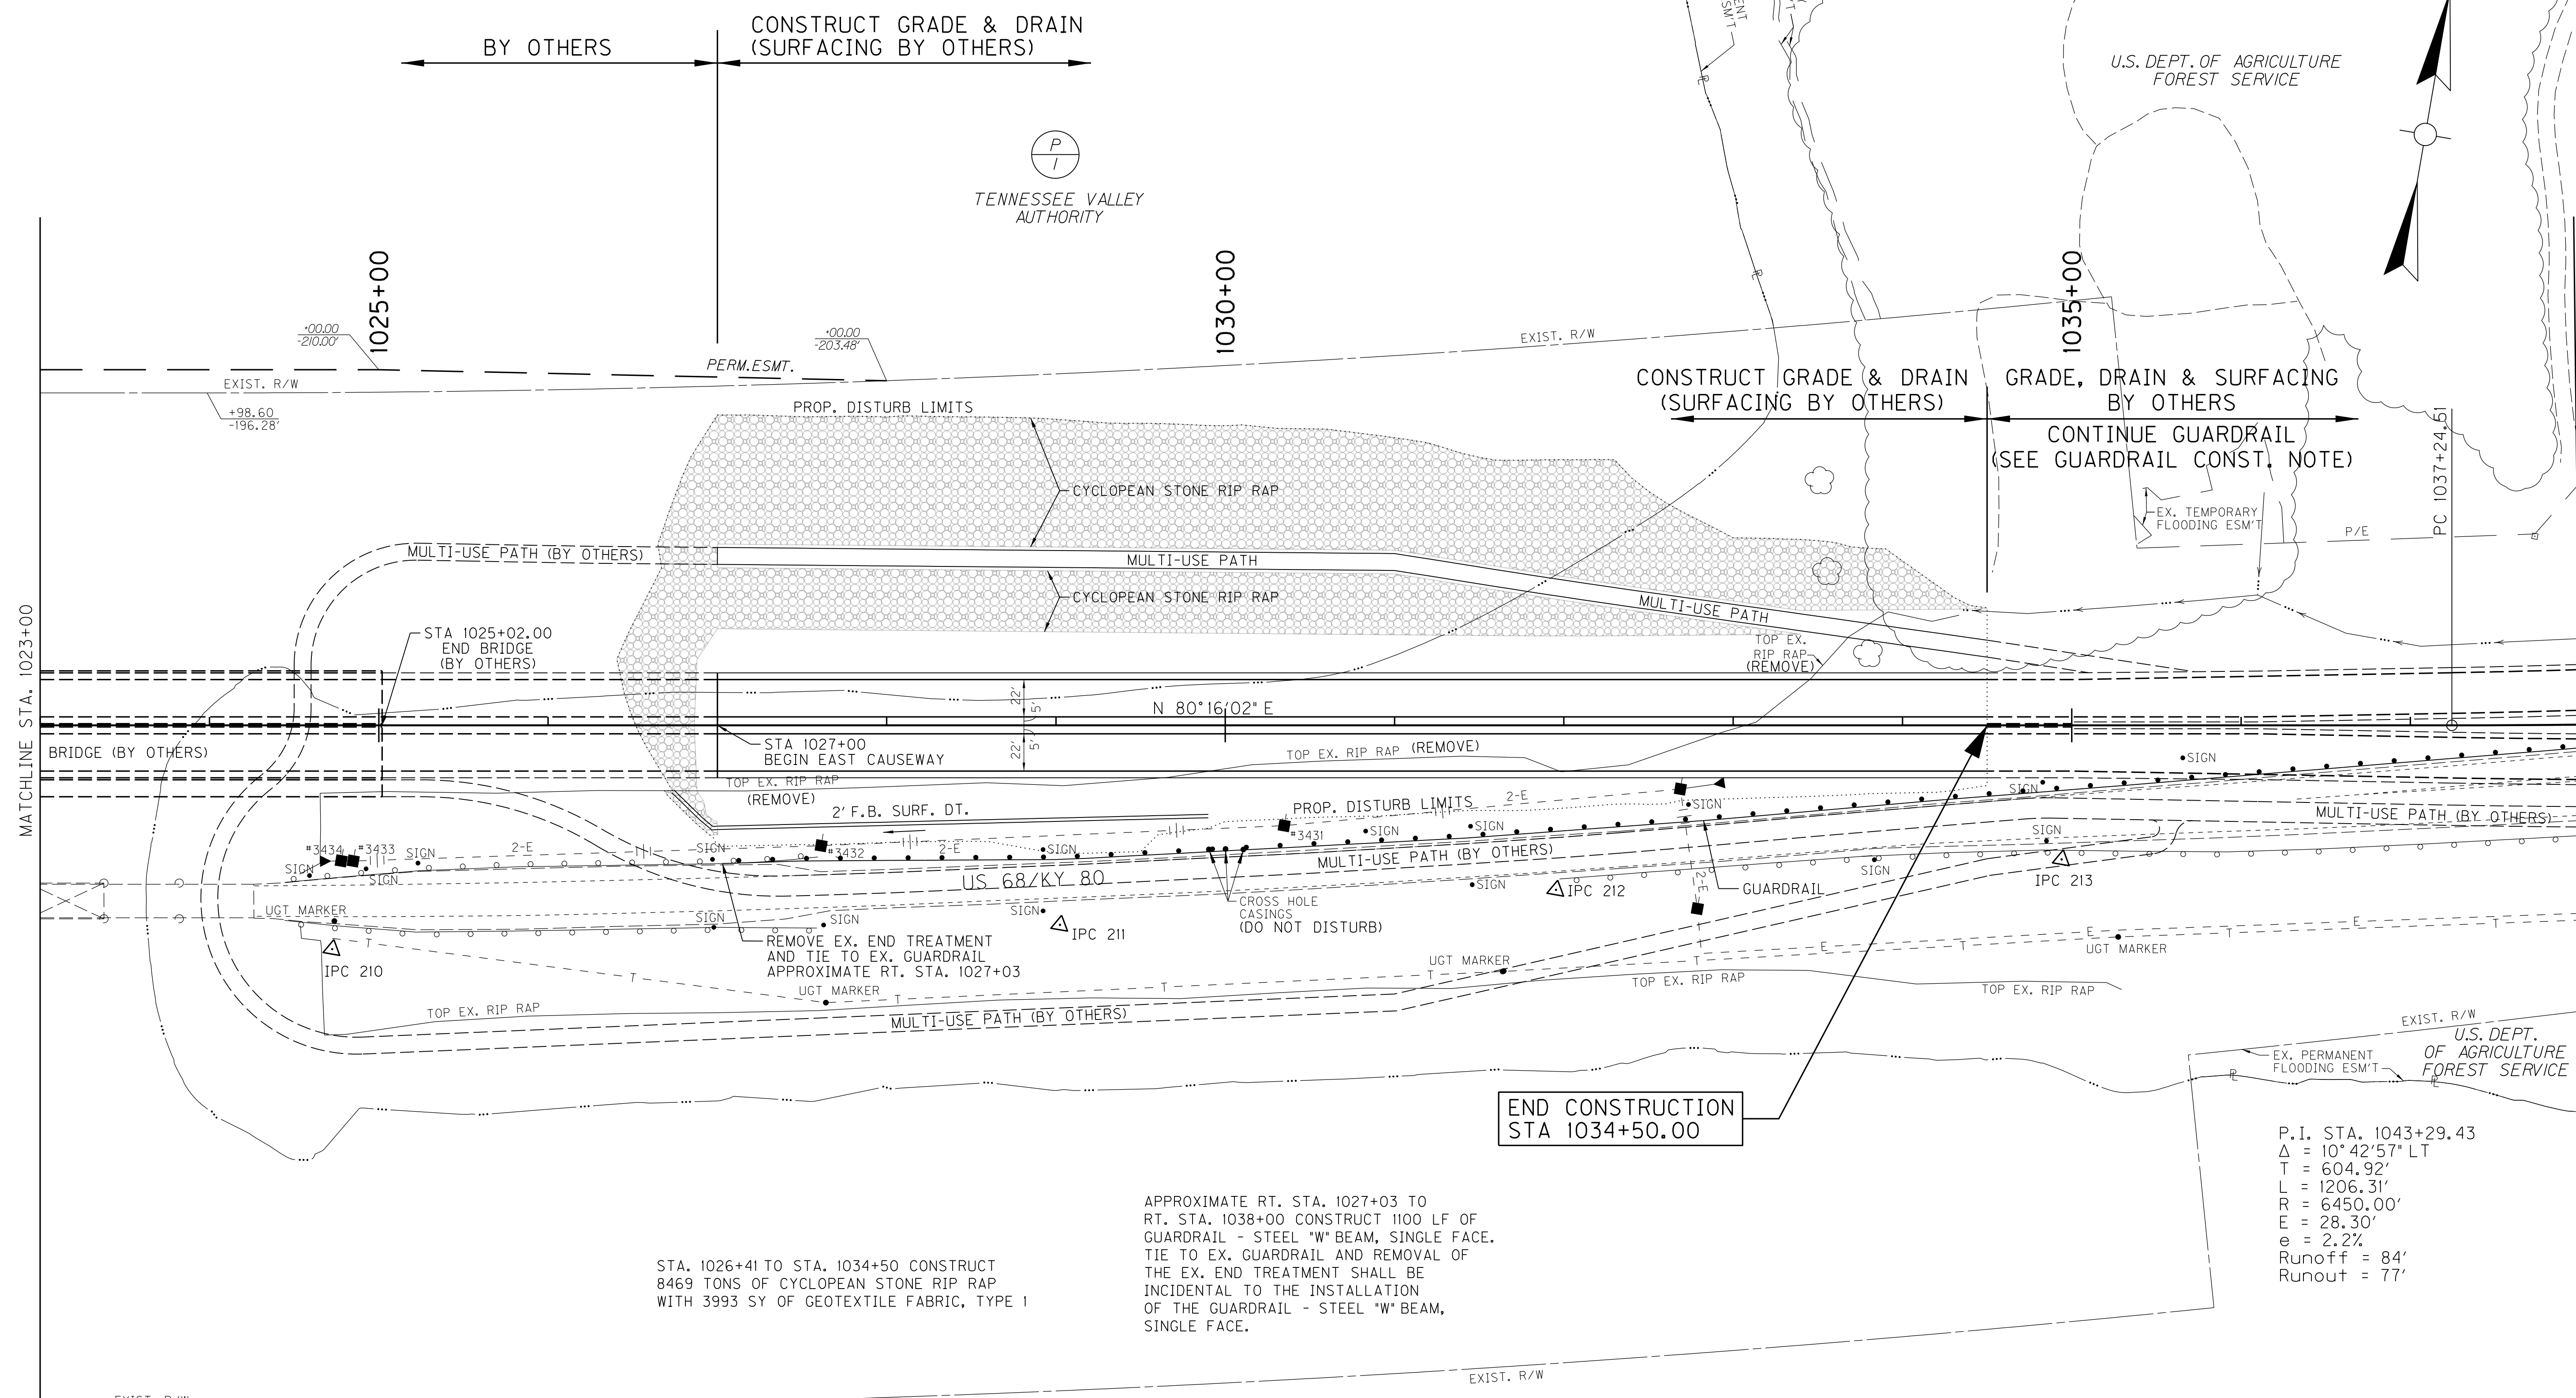 BY OTHERS
CONSTRUCT GRADE & DRAIN
(SURFACING BY OTHERS)
P
1
TENNESSEE VALLEY
AUTHORITY
U.S. DEPT. OF AGRICULTURE
FOREST SERVICE
ENT
ESM'T
PL
PL
1025+00
1030+00
1035+00
+00.00
-210.00'
+00.00
-203.48'
PERM. ESMT.
EXIST. R/W
EXIST. R/W
+98.60
-196.28'
PROP. DISTURB LIMITS
CONSTRUCT GRADE & DRAIN
(SURFACING BY OTHERS)
GRADE, DRAIN & SURFACING
BY OTHERS
CONTINUE GUARDRAIL
(SEE GUARDRAIL CONST. NOTE)
PC 1037+24.51
CYCLOPEAN STONE RIP RAP
EX. TEMPORARY
FLOODING ESM'T
P/E
MULTI-USE PATH (BY OTHERS)
MULTI-USE PATH
CYCLOPEAN STONE RIP RAP
MULTI-USE PATH
MATCHLINE STA. 1023+00
STA 1025+02.00
END BRIDGE
(BY OTHERS)
TOP EX.
RIP RAP
(REMOVE)
22'
5'
N 80°16'02" E
22'
5'
BRIDGE (BY OTHERS)
STA 1027+00
BEGIN EAST CAUSEWAY
TOP EX. RIP RAP (REMOVE)
SIGN
TOP EX. RIP RAP
(REMOVE)
2' F.B. SURF. DT.
PROP. DISTURB LIMITS
2-E
SIGN
SIGN
MULTI-USE PATH (BY OTHERS)
#3434
#3433
SIGN
SIGN
SIGN
2-E
SIGN
#3432
2-E
SIGN
#3431
SIGN
SIGN
SIGN
MULTI-USE PATH (BY OTHERS)
US 68/KY 80
SIGN
IPC 212
2-E
GUARDRAIL
SIGN
IPC 213
UGT MARKER
SIGN
SIGN
SIGN
IPC 211
CROSS HOLE
CASINGS
(DO NOT DISTURB)
T
IPC 210
REMOVE EX. END TREATMENT
AND TIE TO EX. GUARDRAIL
APPROXIMATE RT. STA. 1027+03
T
UGT MARKER
T
T
UGT MARKER
T
T
E
T
E
UGT MARKER
T
E
T
TOP EX. RIP RAP
MULTI-USE PATH (BY OTHERS)
TOP EX. RIP RAP
TOP EX. RIP RAP
EXIST. R/W
U.S. DEPT.
OF AGRICULTURE
FOREST SERVICE
EX. PERMANENT
FLOODING ESM'T
PL
PL
END CONSTRUCTION
STA 1034+50.00
P.I. STA. 1043+29.43
Δ = 10°42'57" LT
T = 604.92'
L = 1206.31'
R = 6450.00'
E = 28.30'
e = 2.2%
Runoff = 84'
Runout = 77'
APPROXIMATE RT. STA. 1027+03 TO
RT. STA. 1038+00 CONSTRUCT 1100 LF OF
GUARDRAIL - STEEL "W" BEAM, SINGLE FACE.
TIE TO EX. GUARDRAIL AND REMOVAL OF
THE EX. END TREATMENT SHALL BE
INCIDENTAL TO THE INSTALLATION
OF THE GUARDRAIL - STEEL "W" BEAM,
SINGLE FACE.
STA. 1026+41 TO STA. 1034+50 CONSTRUCT
8469 TONS OF CYCLOPEAN STONE RIP RAP
WITH 3993 SY OF GEOTEXTILE FABRIC, TYPE 1
EXIST. R/W